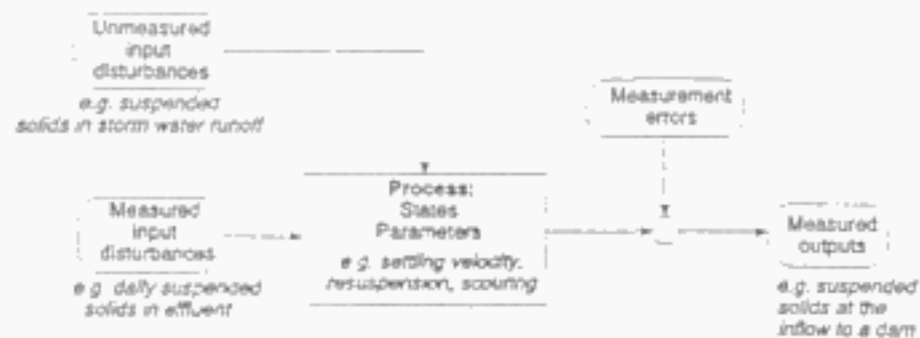 Unmeasured
input
disturbances
e.g. suspended
solids in storm water runoff
Measurement
errors
Measured
input
disturbances
e.g. daily suspended
solids in effluent
Process:
States
Parameters
e.g. settling velocity,
resuspension, scouring
Measured
outputs
e.g. suspended
solids at the
inflow to a dam